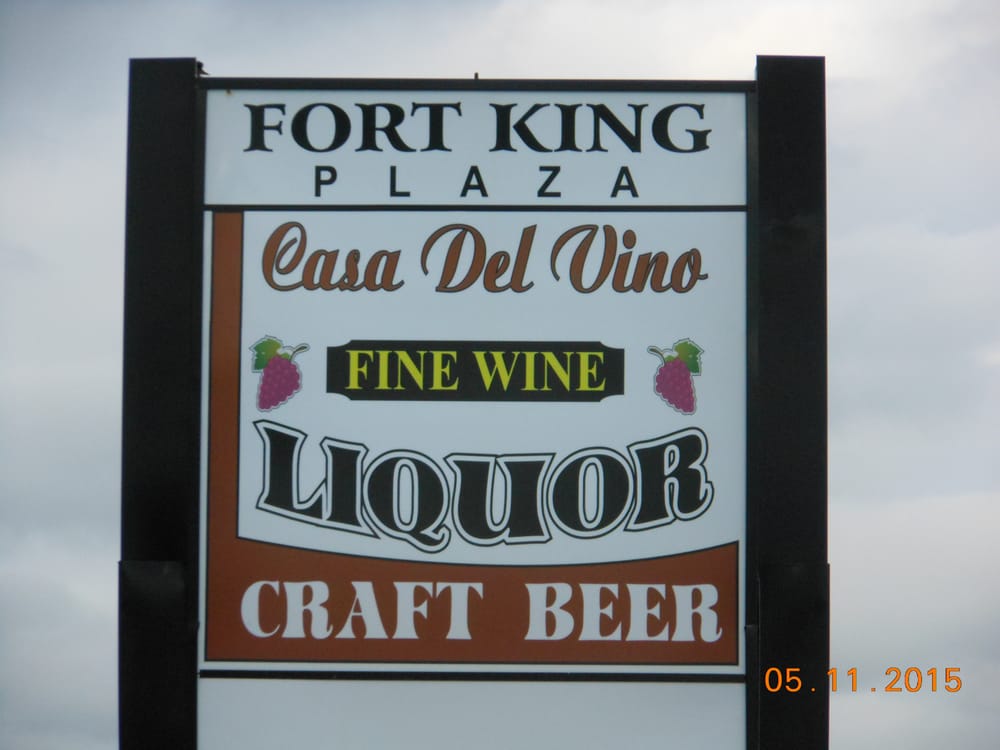 FORT KING
PLAZA
Casa Del Vino
FINE WINE
LIQUOR
CRAFT BEER
05.11.2015